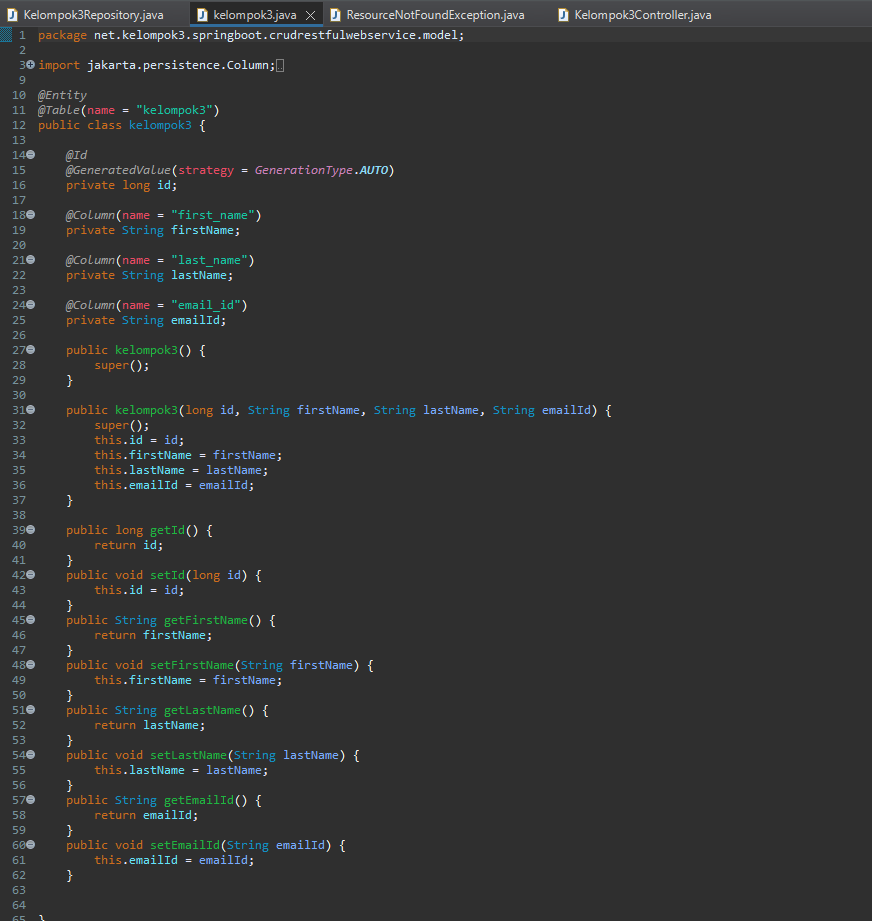 Kelompok3Repository.java kelompok3.java ResourceNotFoundException.java Kelompok3Controller.java
1 package net.kelompok3.springboot.crudrestfulwebservice.model;
2
3 import jakarta.persistence.Column;
9
10 @Entity
11 @Table(name = "kelompok3")
12 public class kelompok3 {
13
14 @Id
15 @GeneratedValue(strategy = GenerationType.AUTO)
16 private long id;
17
18 @Column(name = "first_name")
19 private String firstName;
20
21 @Column(name = "last_name")
22 private String lastName;
23
24 @Column(name = "email_id")
25 private String emailId;
26
27 public kelompok3() {
28 super();
29 }
30
31 public kelompok3(long id, String firstName, String lastName, String emailId) {
32 super();
33 this.id = id;
34 this.firstName = firstName;
35 this.lastName = lastName;
36 this.emailId = emailId;
37 }
38
39 public long getId() {
40 return id;
41 }
42 public void setId(long id) {
43 this.id = id;
44 }
45 public String getFirstName() {
46 return firstName;
47 }
48 public void setFirstName(String firstName) {
49 this.firstName = firstName;
50 }
51 public String getLastName() {
52 return lastName;
53 }
54 public void setLastName(String lastName) {
55 this.lastName = lastName;
56 }
57 public String getEmailId() {
58 return emailId;
59 }
60 public void setEmailId(String emailId) {
61 this.emailId = emailId;
62 }
63
64
65 }